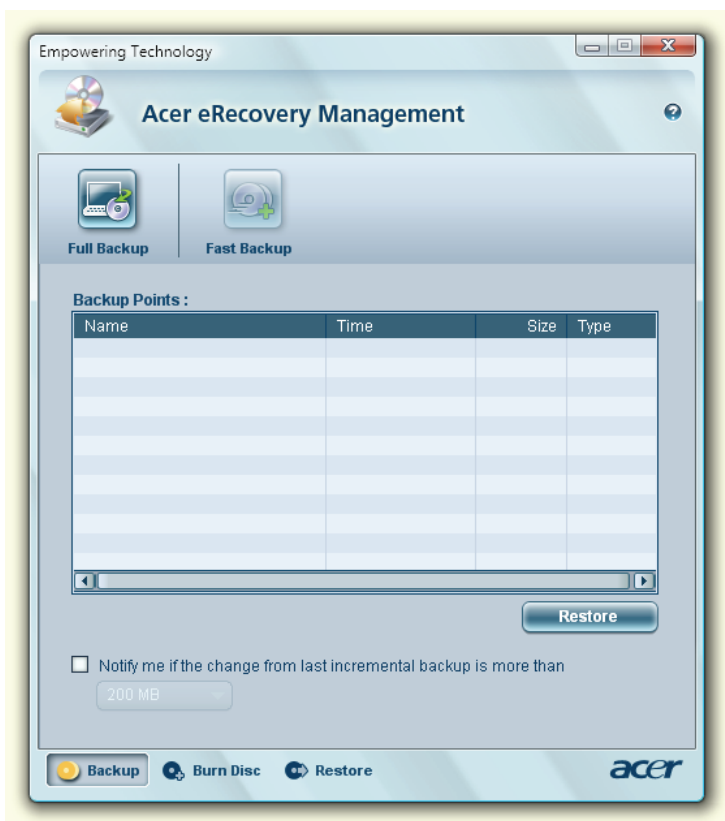 Empowering Technology
Acer eRecovery Management
Full Backup
Fast Backup
Backup Points :
Name Time Size Type
Restore
Notify me if the change from last incremental backup is more than
200 MB
Backup Burn Disc Restore acer